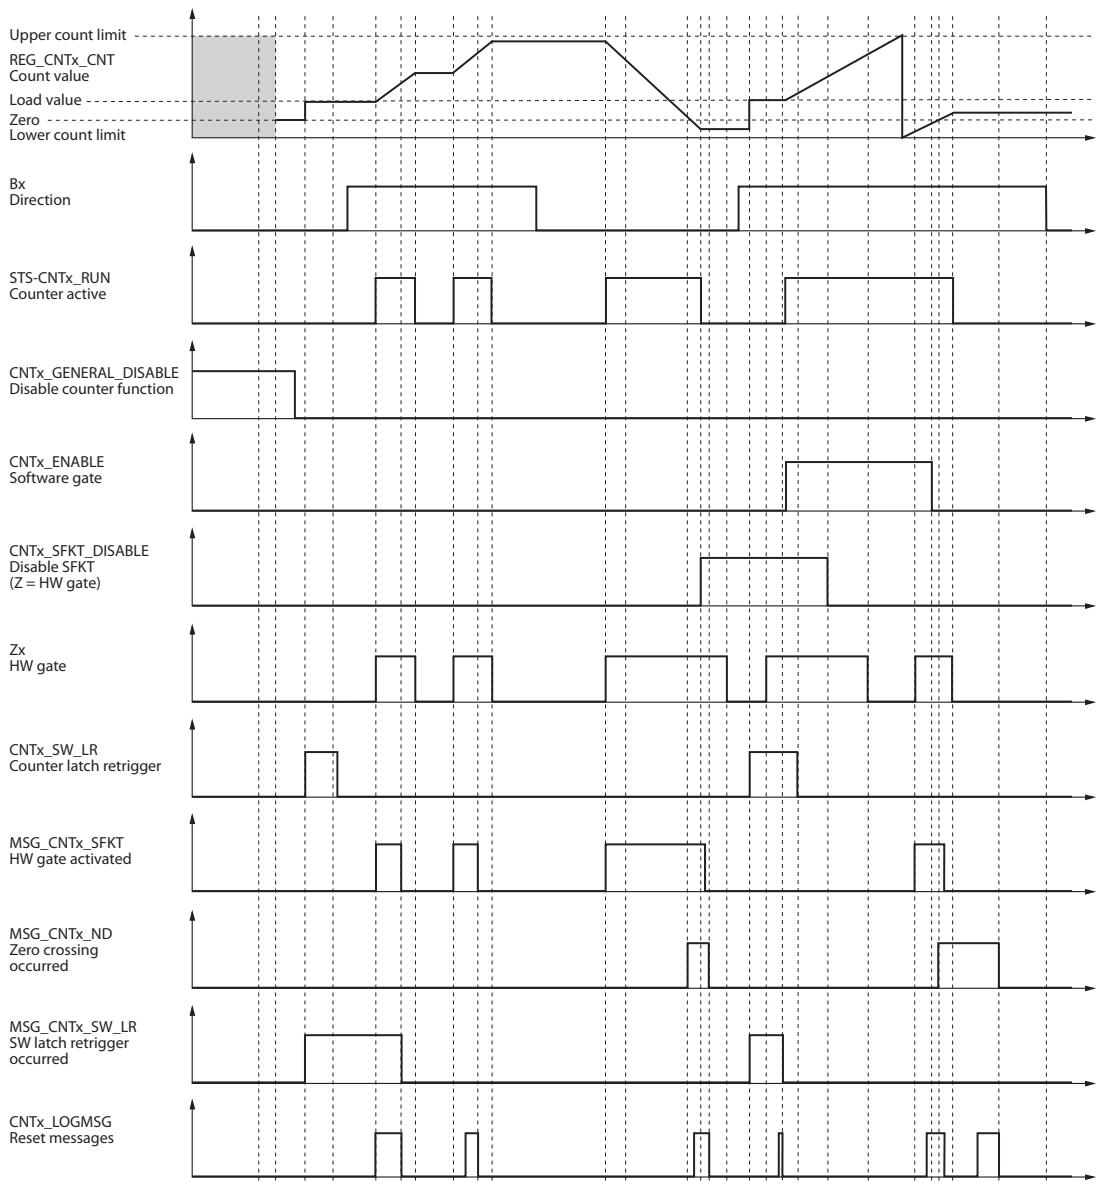 Upper count limit
REG_CNTx_CNT
Count value
Load value
Zero
Lower count limit
Bx
Direction
STS-CNTx_RUN
Counter active
CNTx_GENERAL_DISABLE
Disable counter function
CNTx_ENABLE
Software gate
CNTx_SFKT_DISABLE
Disable SFKT
(Z = HW gate)
Zx
HW gate
CNTx_SW_LR
Counter latch retrigger
MSG_CNTx_SFKT
HW gate activated
MSG_CNTx_ND
Zero crossing
occurred
MSG_CNTx_SW_LR
SW latch retrigger
occurred
CNTx_LOGMSG
Reset messages